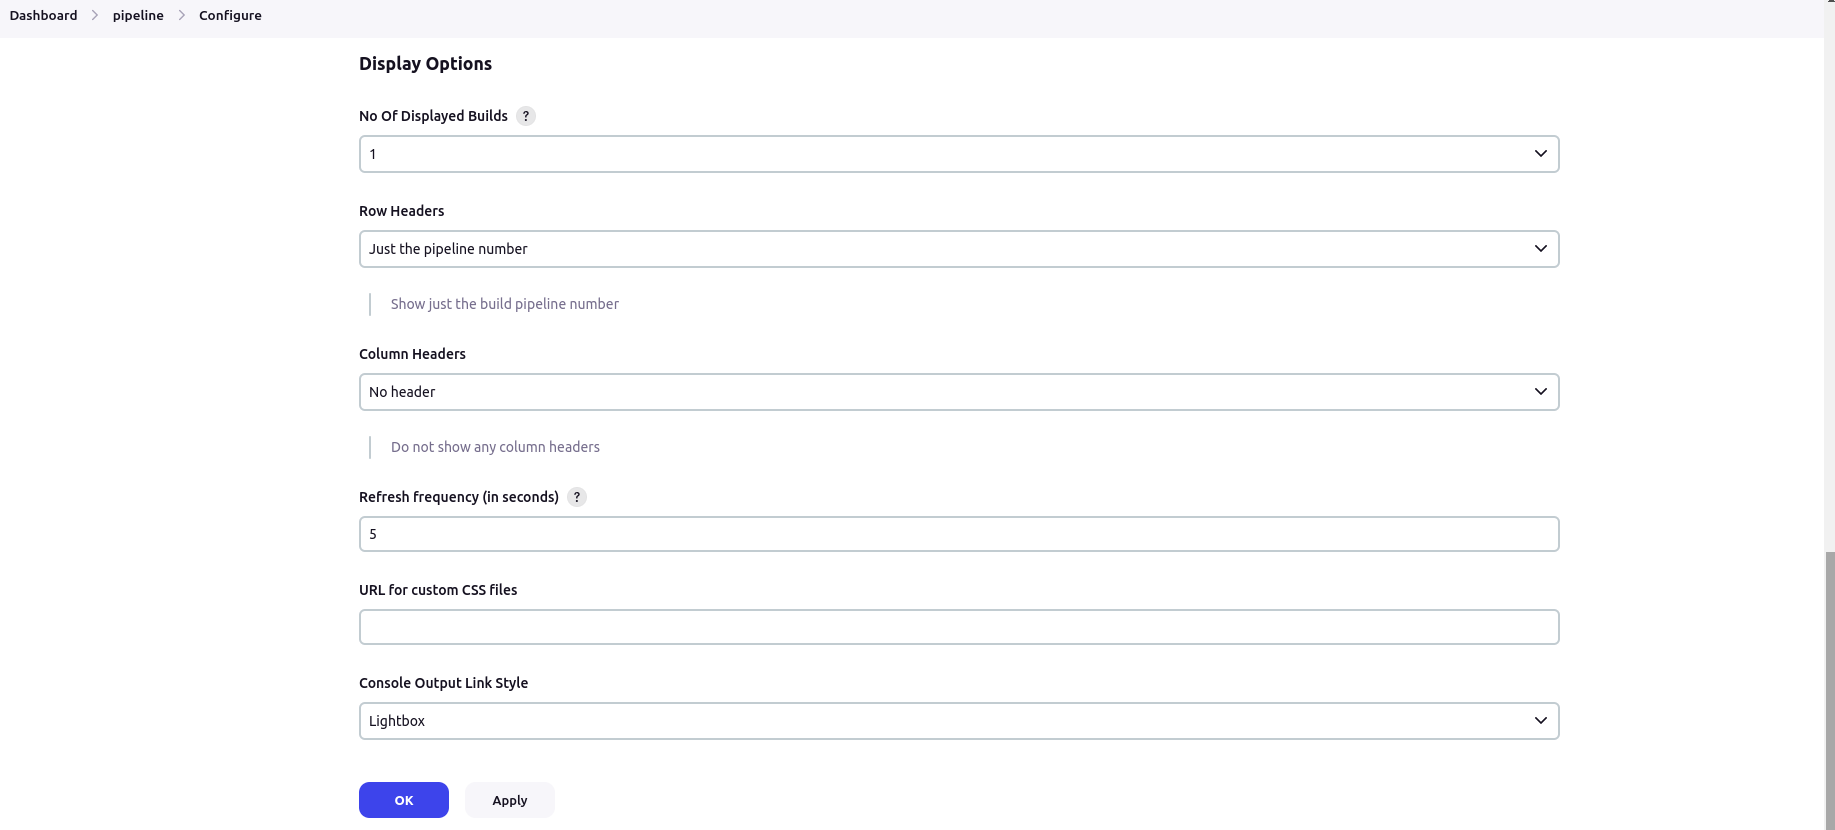 Dashboard > pipeline > Configure
Display Options
No Of Displayed Builds ?
1
Row Headers
Just the pipeline number
Show just the build pipeline number
Column Headers
No header
Do not show any column headers
Refresh frequency (in seconds) ?
5
URL for custom CSS files
Console Output Link Style
Lightbox
OK Apply